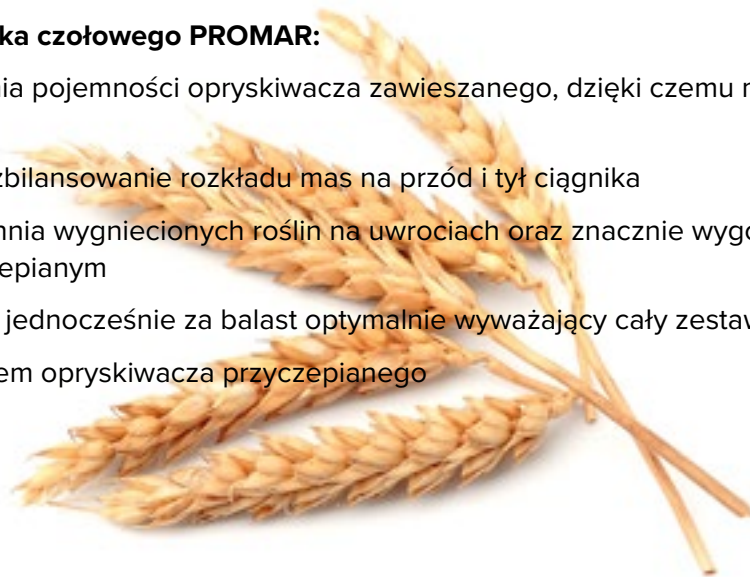 ka czołowego PROMAR:
ia pojemności opryskiwacza zawieszanego, dzięki czemu
zbilansowanie rozkładu mas na przód i tył ciągnika
nia wygniecionych roślin na uwrociach oraz znacznie wygo
epianym
jednocześnie za balast optymalnie wyważający cały zestaw
em opryskiwacza przyczepianego